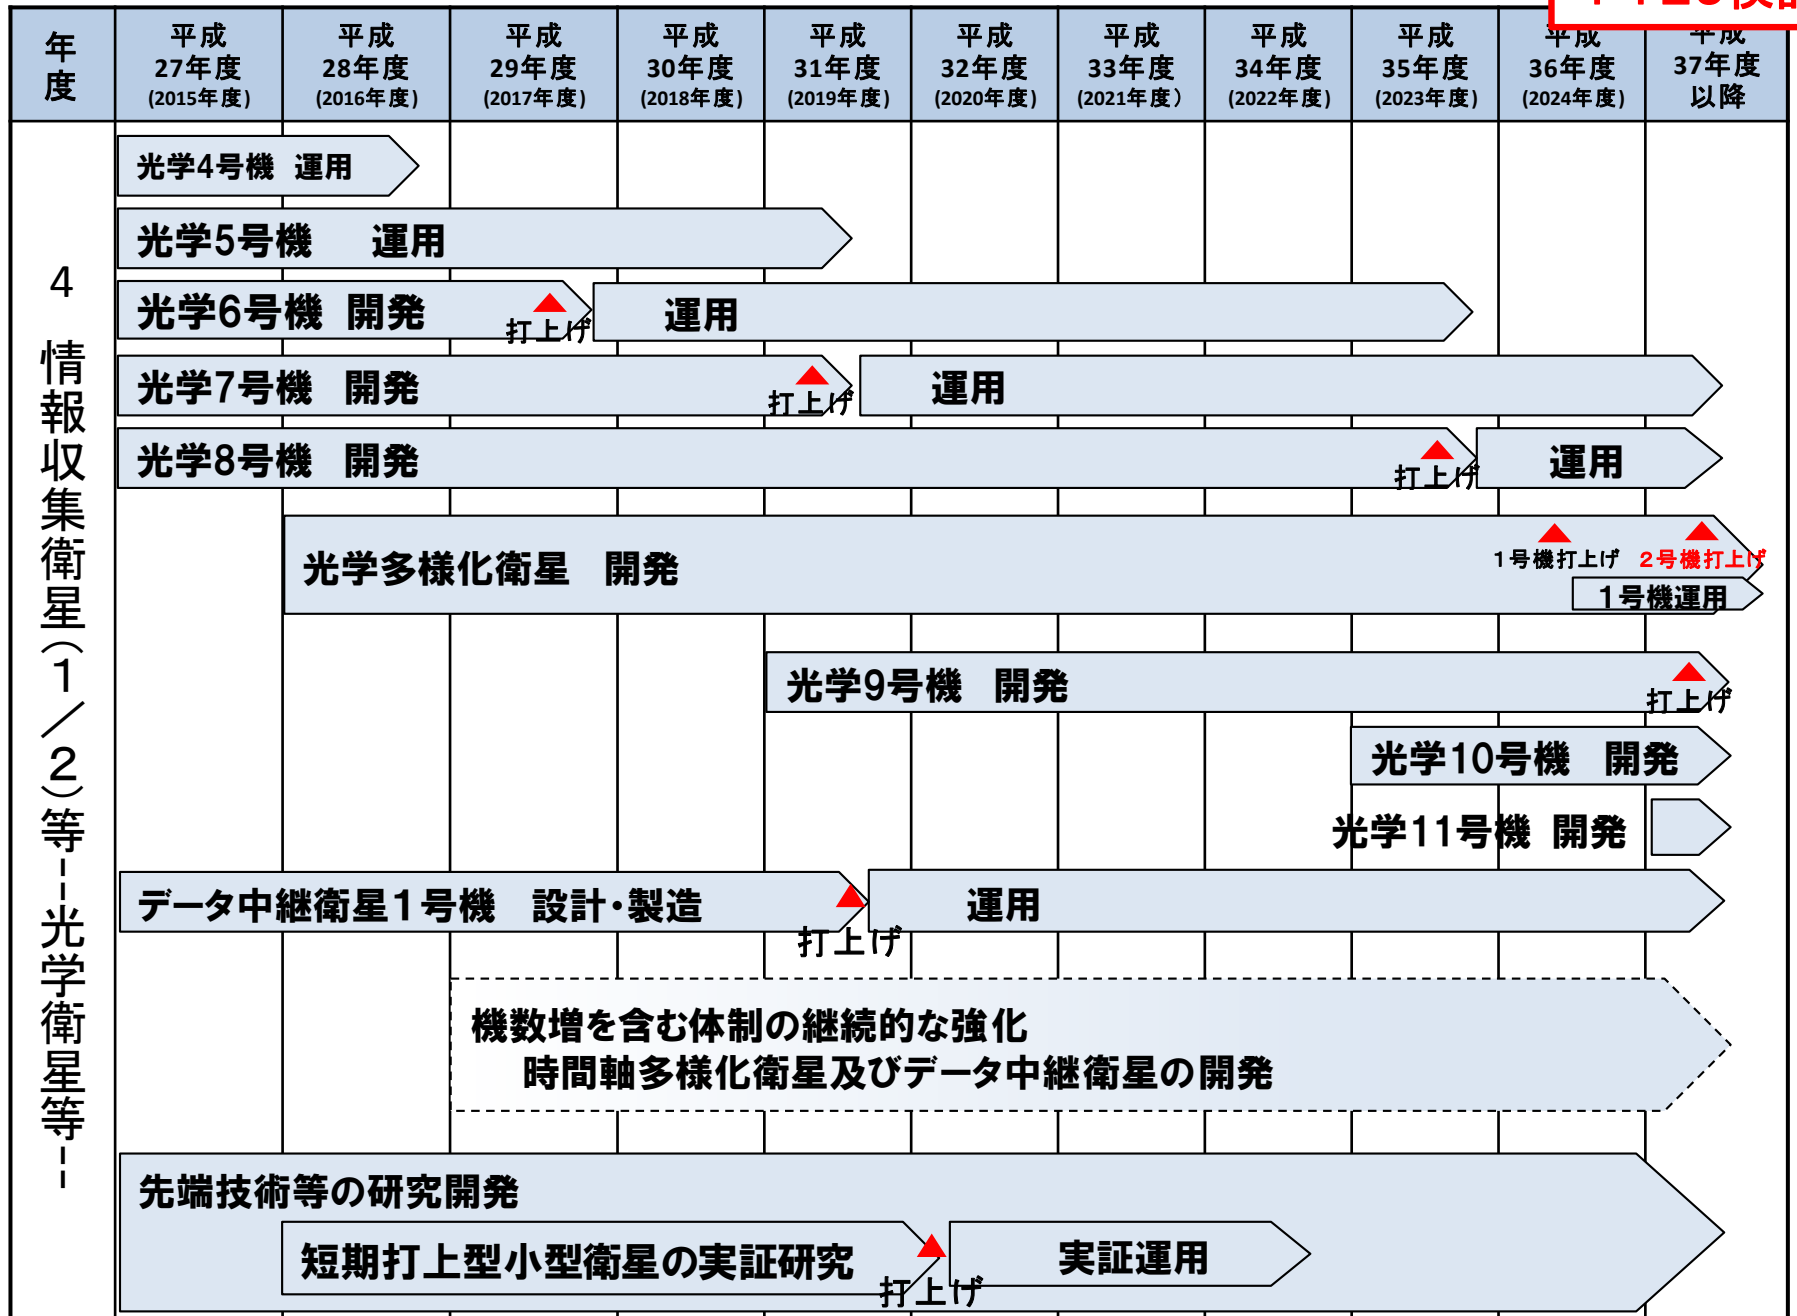 年度
平成
27年度
(2015年度)
平成
28年度
(2016年度)
平成
29年度
(2017年度)
平成
30年度
(2018年度)
平成
31年度
(2019年度)
平成
32年度
(2020年度)
平成
33年度
(2021年度)
平成
34年度
(2022年度)
平成
35年度
(2023年度)
平成
36年度
(2024年度)
平成
37年度
以降
4 情報収集衛星(1/2)等--光学衛星等--
光学4号機 運用
光学5号機 運用
光学6号機 開発
打上げ
運用
光学7号機 開発
打上げ
運用
光学8号機 開発
打上げ
運用
光学多様化衛星 開発
1号機打上げ
2号機打上げ
1号機運用
光学9号機 開発
打上げ
光学10号機 開発
光学11号機 開発
データ中継衛星1号機 設計・製造
打上げ
運用
機数増を含む体制の継続的な強化
時間軸多様化衛星及びデータ中継衛星の開発
先端技術等の研究開発
短期打上型小型衛星の実証研究
打上げ
実証運用